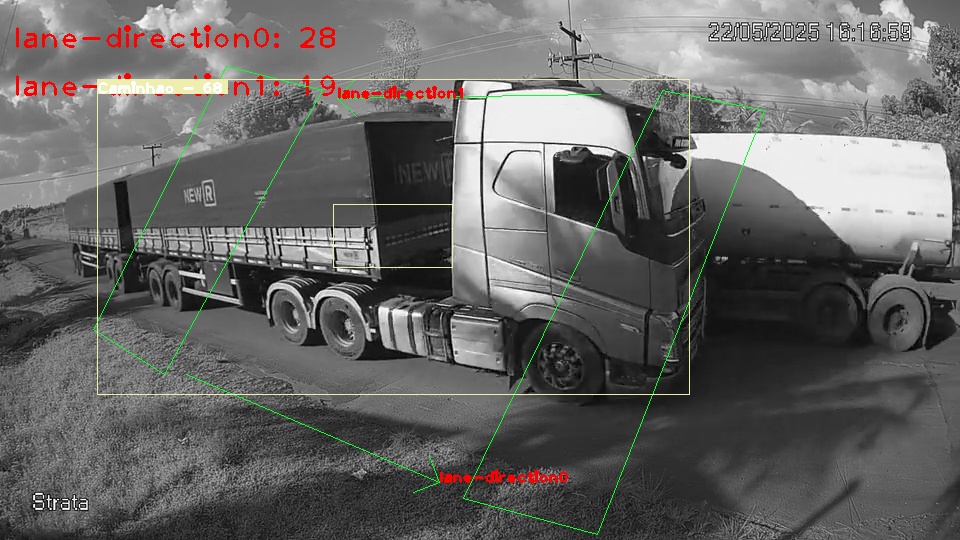 lane-direction0: 28
22/05/2025 16:16:59
lane-direction1: 19
Caminhao - 68
lane-direction1
NEW R
NEW R
lane-direction0
Strata